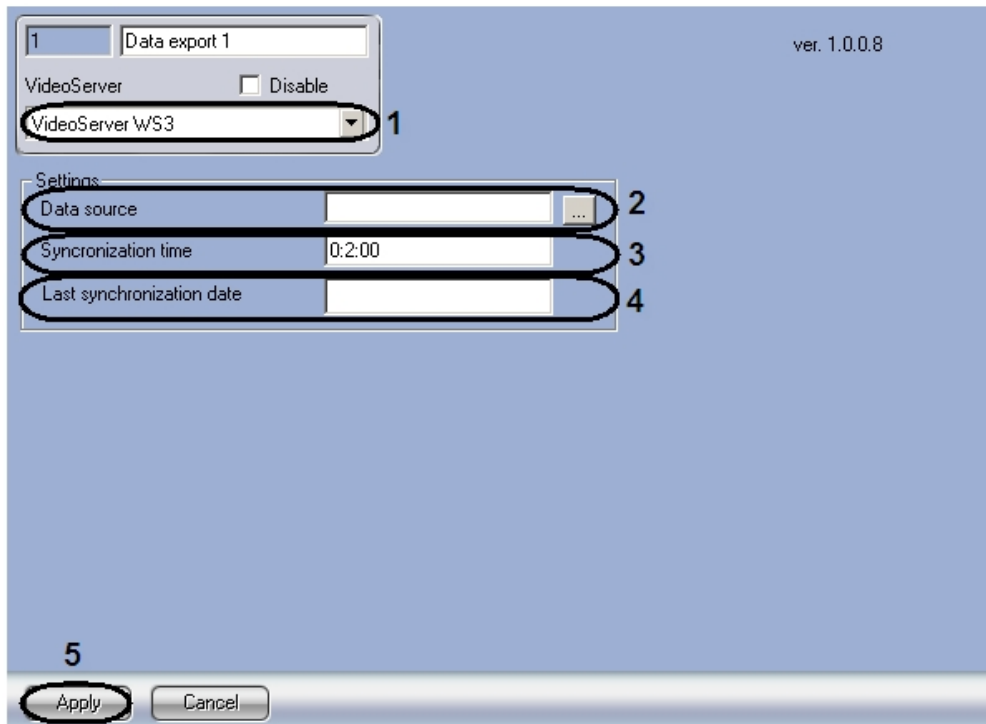 1 Data export 1
ver. 1.0.0.8
VideoServer Disable
VideoServer WS3 1
Settings
Data source ... 2
Syncronization time 0:2:00 3
Last synchronization date 4
5
Apply Cancel